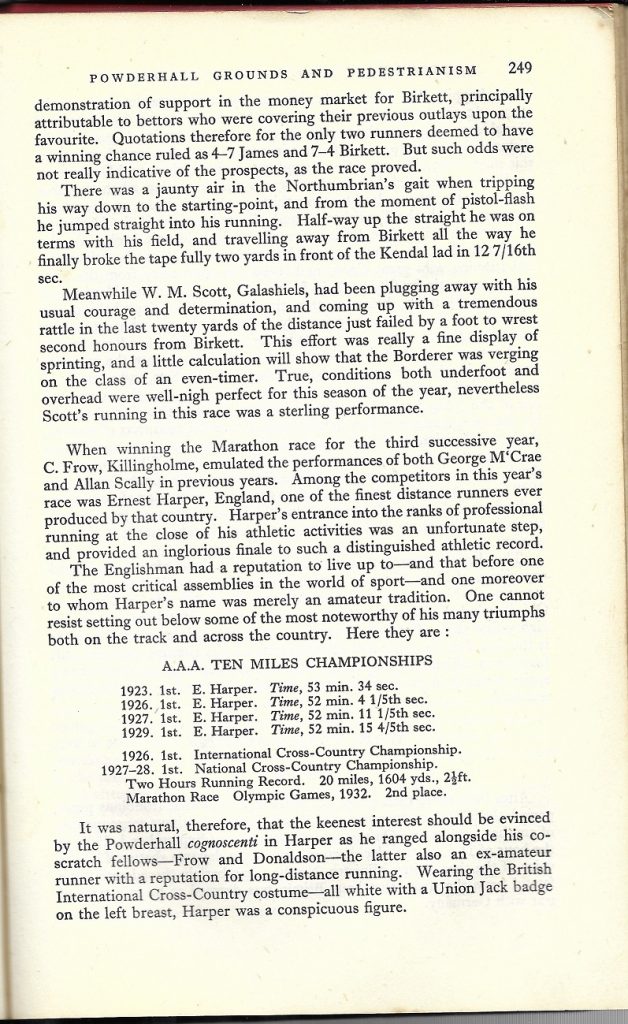 POWDERHALL GROUNDS AND PEDESTRIANISM 249
demonstration of support in the money market for Birkett, principally
attributable to bettors who were covering their previous outlays upon the
favourite. Quotations therefore for the only two runners deemed to have
a winning chance ruled as 4–7 James and 7–4 Birkett. But such odds were
not really indicative of the prospects, as the race proved.
There was a jaunty air in the Northumbrian's gait when tripping
his way down to the starting-point, and from the moment of pistol-flash
he jumped straight into his running. Half-way up the straight he was on
terms with his field, and travelling away from Birkett all the way he
finally broke the tape fully two yards in front of the Kendal lad in 12 7/16th
sec.
Meanwhile W. M. Scott, Galashiels, had been plugging away with his
usual courage and determination, and coming up with a tremendous
rattle in the last twenty yards of the distance just failed by a foot to wrest
second honours from Birkett. This effort was really a fine display of
sprinting, and a little calculation will show that the Borderer was verging
on the class of an even-timer. True, conditions both underfoot and
overhead were well-nigh perfect for this season of the year, nevertheless
Scott's running in this race was a sterling performance.
When winning the Marathon race for the third successive year,
C. Frow, Killingholme, emulated the performances of both George M‘Crae
and Allan Scally in previous years. Among the competitors in this year's
race was Ernest Harper, England, one of the finest distance runners ever
produced by that country. Harper's entrance into the ranks of professional
running at the close of his athletic activities was an unfortunate step,
and provided an inglorious finale to such a distinguished athletic record.
The Englishman had a reputation to live up to—and that before one
of the most critical assemblies in the world of sport—and one moreover
to whom Harper's name was merely an amateur tradition. One cannot
resist setting out below some of the most noteworthy of his many triumphs
both on the track and across the country. Here they are :
A.A.A. TEN MILES CHAMPIONSHIPS
1923. 1st. E. Harper. Time, 53 min. 34 sec.
1926. 1st. E. Harper. Time, 52 min. 4 1/5th sec.
1927. 1st. E. Harper. Time, 52 min. 11 1/5th sec.
1929. 1st. E. Harper. Time, 52 min. 15 4/5th sec.
1926. 1st. International Cross-Country Championship.
1927–28. 1st. National Cross-Country Championship.
Two Hours Running Record. 20 miles, 1604 yds., 2½ft.
Marathon Race Olympic Games, 1932. 2nd place.
It was natural, therefore, that the keenest interest should be evinced
by the Powderhall cognoscenti in Harper as he ranged alongside his co-
scratch fellows—Frow and Donaldson—the latter also an ex-amateur
runner with a reputation for long-distance running. Wearing the British
International Cross-Country costume—all white with a Union Jack badge
on the left breast, Harper was a conspicuous figure.